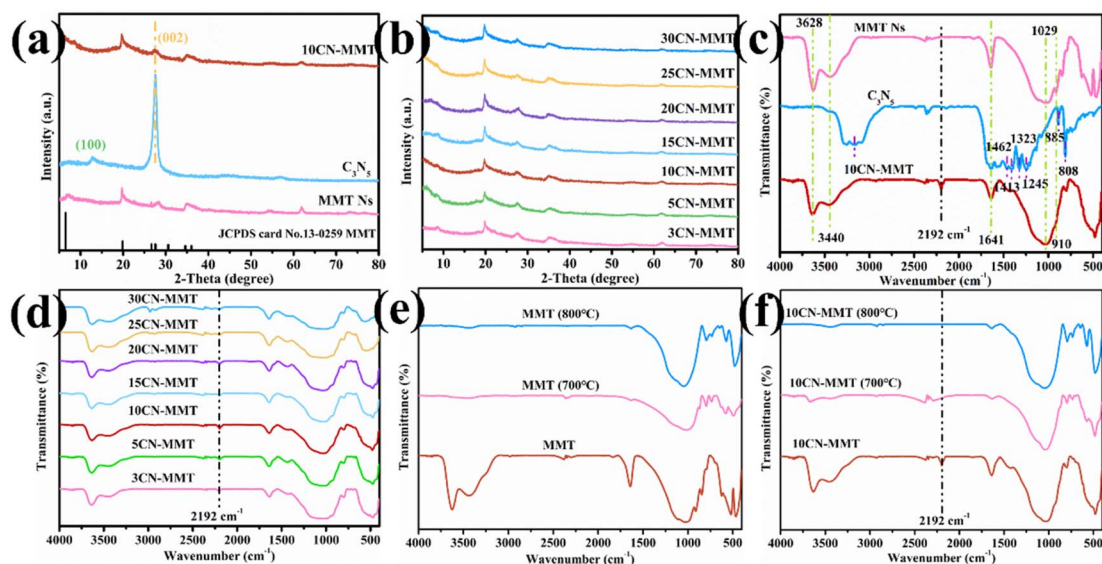 (a)
(002)
10CN-MMT
(100)
C₃N₅
MMT Ns
JCPDS card No.13-0259 MMT
10 20 30 40 50 60 70 80
2-Theta (degree)
Intensity (a.u.)
(b)
30CN-MMT
25CN-MMT
20CN-MMT
15CN-MMT
10CN-MMT
5CN-MMT
3CN-MMT
10 20 30 40 50 60 70 80
2-Theta (degree)
Intensity (a.u.)
(c)
3628
MMT Ns
1029
C₃N₅
1462
1323
885
10CN-MMT
1413
1245
808
3440
2192 cm⁻¹
1641
910
4000 3500 3000 2500 2000 1500 1000 500
Wavenumber (cm⁻¹)
Transmittance (%)
(d)
30CN-MMT
25CN-MMT
20CN-MMT
15CN-MMT
10CN-MMT
5CN-MMT
3CN-MMT
2192 cm⁻¹
4000 3500 3000 2500 2000 1500 1000 500
Wavenumber (cm⁻¹)
Transmittance (%)
(e)
MMT (800℃)
MMT (700℃)
MMT
4000 3500 3000 2500 2000 1500 1000 500
Wavenumber (cm⁻¹)
Transmittance (%)
(f)
10CN-MMT (800℃)
10CN-MMT (700℃)
10CN-MMT
2192 cm⁻¹
4000 3500 3000 2500 2000 1500 1000 500
Wavenumber (cm⁻¹)
Transmittance (%)